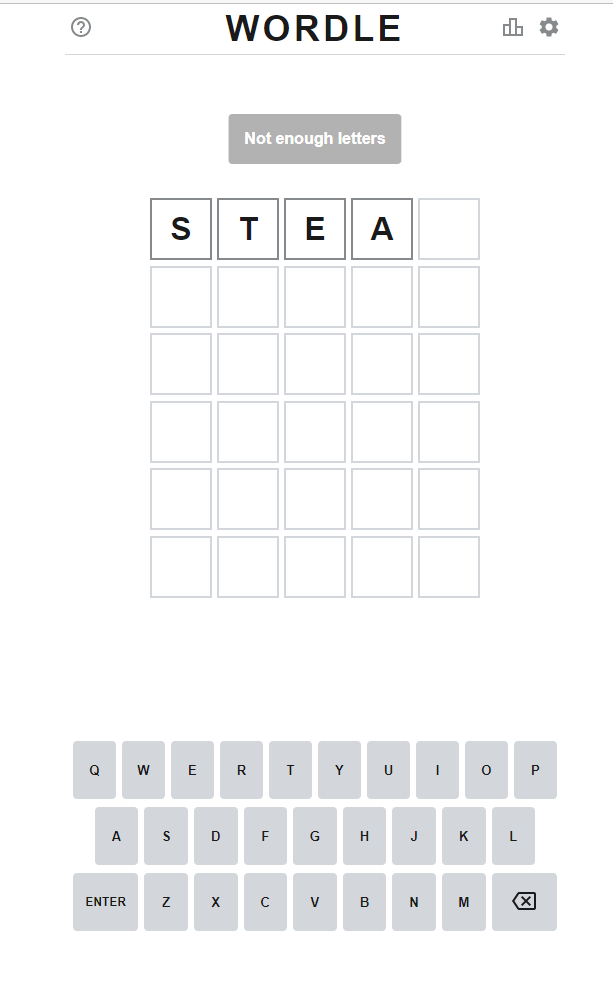 WORDLE
Not enough letters
S T E A
Q W E R T Y U I O P
A S D F G H J K L
ENTER Z X C V B N M